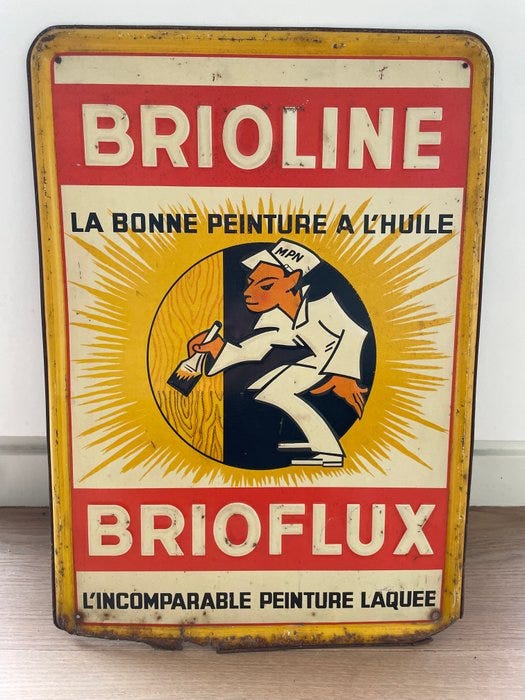 BRIOLINE
LA BONNE PEINTURE A L'HUILE
MPN
BRIOFLUX
L'INCOMPARABLE PEINTURE LAQUEE